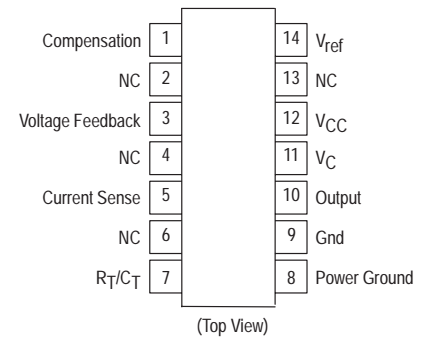 Compensation 1 14 Vref
NC 2 13 NC
Voltage Feedback 3 12 VCC
NC 4 11 VC
Current Sense 5 10 Output
NC 6 9 Gnd
RT/CT 7 8 Power Ground
(Top View)